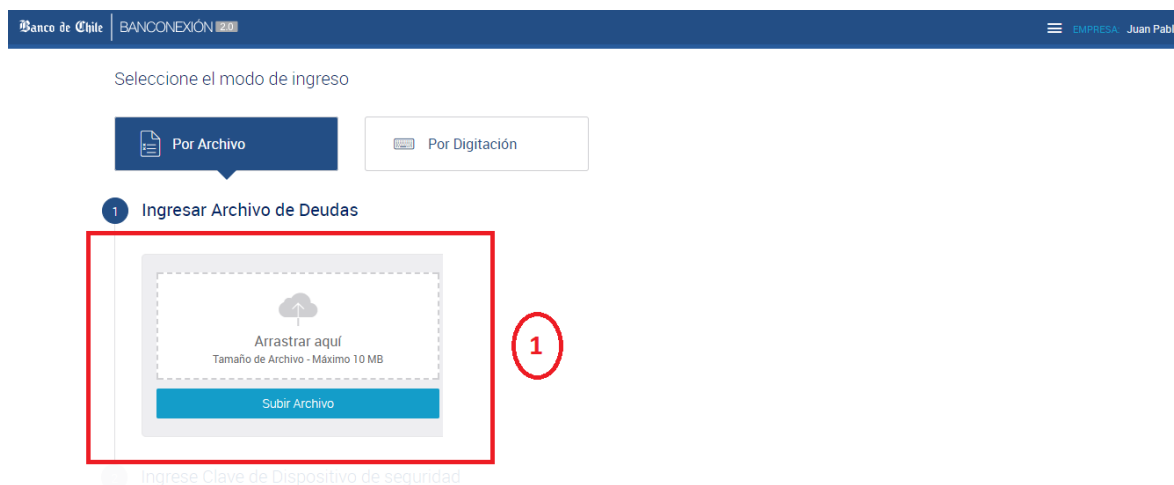 Banco de Chile BANCONEXIÓN 2.0
EMPRESA: Juan Pabl
Seleccione el modo de ingreso
Por Archivo
Por Digitación
1 Ingresar Archivo de Deudas
Arrastrar aquí
Tamaño de Archivo - Máximo 10 MB
1
Subir Archivo
Ingrese Clave de Dispositivo de seguridad